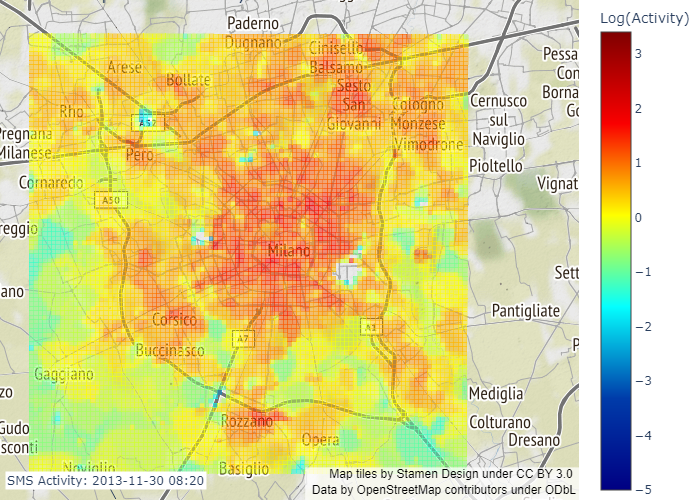 Log(Activity)
Paderno
Dugnano
Cinisello
Balsamo
Arese
Bollate
Sesto
San
Giovanni
Pessa
Con
Borna
Go
Rho
A52
Cologno
Monzese
Cernusco
sul
Naviglio
Pregnana
Milanese
Pero
Vimodrone
Pioltello
Cornaredo
A50
Vignat
reggio
Milano
Sett
ano
Corsico
A7
A1
Pantigliate
Buccinasco
P
Gaggiano
zo
Mediglia
Rozzano
Colturano
Gudo
sconti
Opera
Dresano
Noviglio
Basiglio
SMS Activity: 2013-11-30 08:20
Map tiles by Stamen Design under CC BY 3.0
Data by OpenStreetMap contributors under ODbL
3
2
1
0
−1
−2
−3
−4
−5